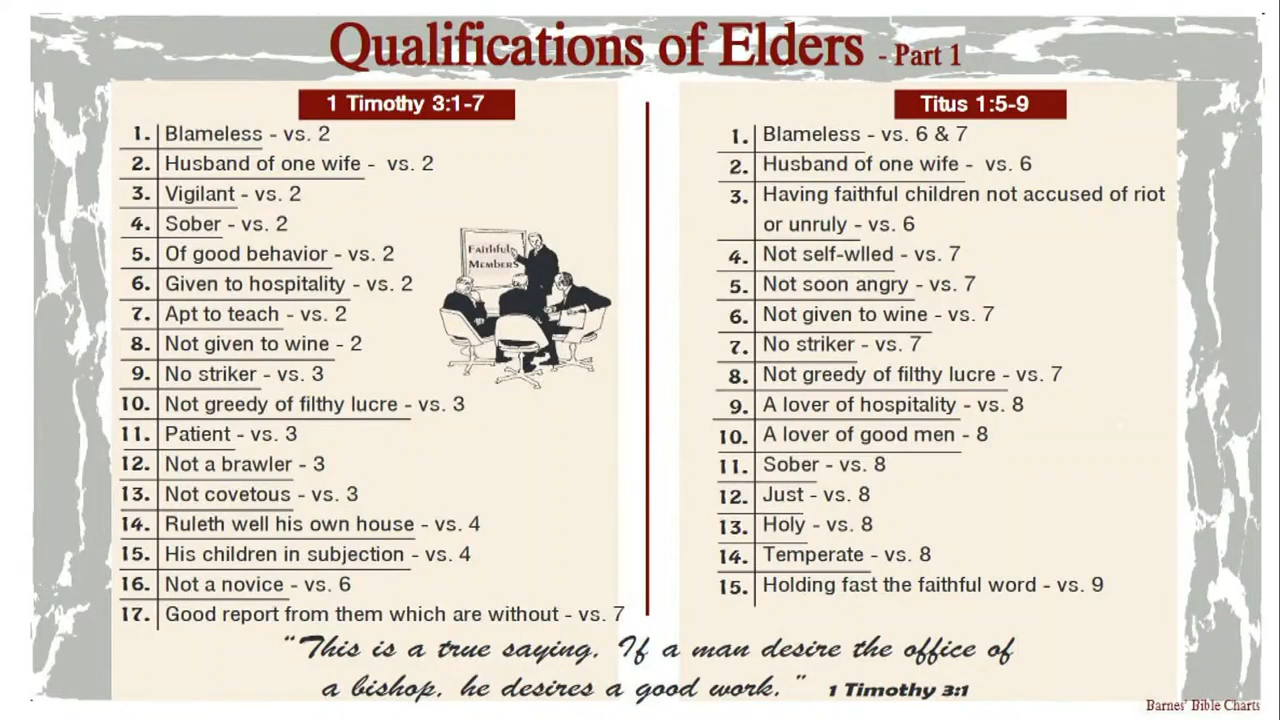 Qualifications of Elders - Part 1
1 Timothy 3:1-7
1. Blameless - vs. 2
2. Husband of one wife - vs. 2
3. Vigilant - vs. 2
4. Sober - vs. 2
5. Of good behavior - vs. 2
6. Given to hospitality - vs. 2
7. Apt to teach - vs. 2
8. Not given to wine - 2
9. No striker - vs. 3
10. Not greedy of filthy lucre - vs. 3
11. Patient - vs. 3
12. Not a brawler - 3
13. Not covetous - vs. 3
14. Ruleth well his own house - vs. 4
15. His children in subjection - vs. 4
16. Not a novice - vs. 6
17. Good report from them which are without - vs. 7
Faithful
Members
Titus 1:5-9
1. Blameless - vs. 6 & 7
2. Husband of one wife - vs. 6
3. Having faithful children not accused of riot
or unruly - vs. 6
4. Not self-wlled - vs. 7
5. Not soon angry - vs. 7
6. Not given to wine - vs. 7
7. No striker - vs. 7
8. Not greedy of filthy lucre - vs. 7
9. A lover of hospitality - vs. 8
10. A lover of good men - 8
11. Sober - vs. 8
12. Just - vs. 8
13. Holy - vs. 8
14. Temperate - vs. 8
15. Holding fast the faithful word - vs. 9
"This is a true saying, If a man desire the office of
a bishop, he desires a good work." 1 Timothy 3:1
Barnes' Bible Charts